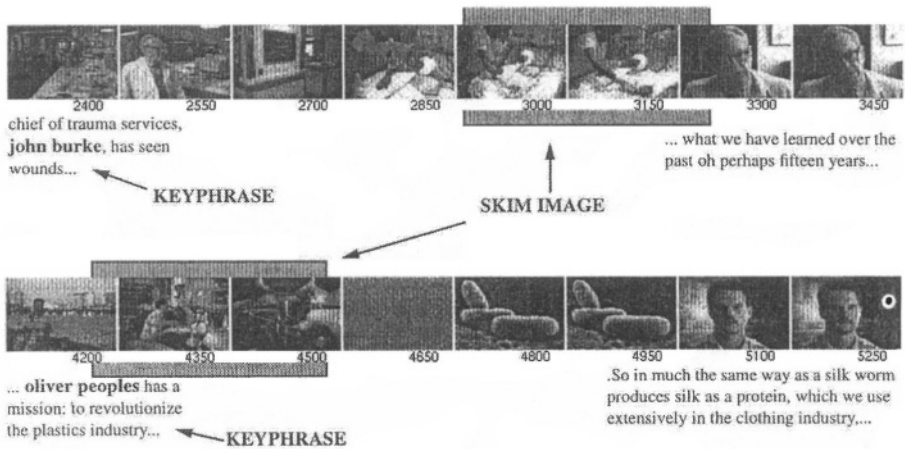 2400 2550 2700 2850 3000 3150 3300 3450
chief of trauma services,
john burke, has seen
wounds...
... what we have learned over the
past oh perhaps fifteen years...
KEYPHRASE
SKIM IMAGE
4200 4350 4500 4650 4800 4950 5100 5250
... oliver peoples has a
mission: to revolutionize
the plastics industry...
.So in much the same way as a silk worm
produces silk as a protein, which we use
extensively in the clothing industry,...
KEYPHRASE